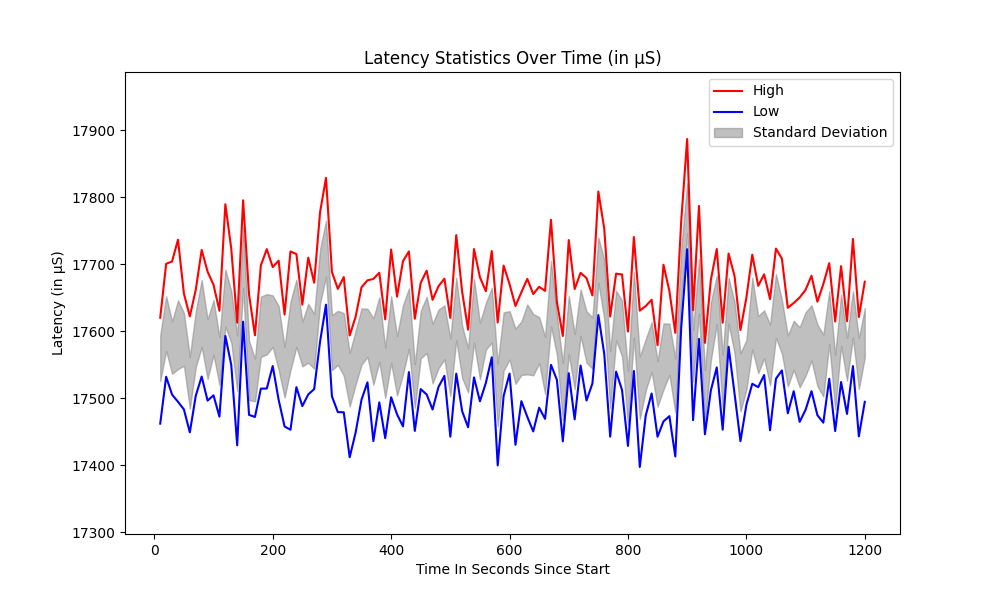 Latency Statistics Over Time (in µS)
High
Low
Standard Deviation
Latency (in µS)
17900
17800
17700
17600
17500
17400
17300
0
200
400
600
800
1000
1200
Time In Seconds Since Start